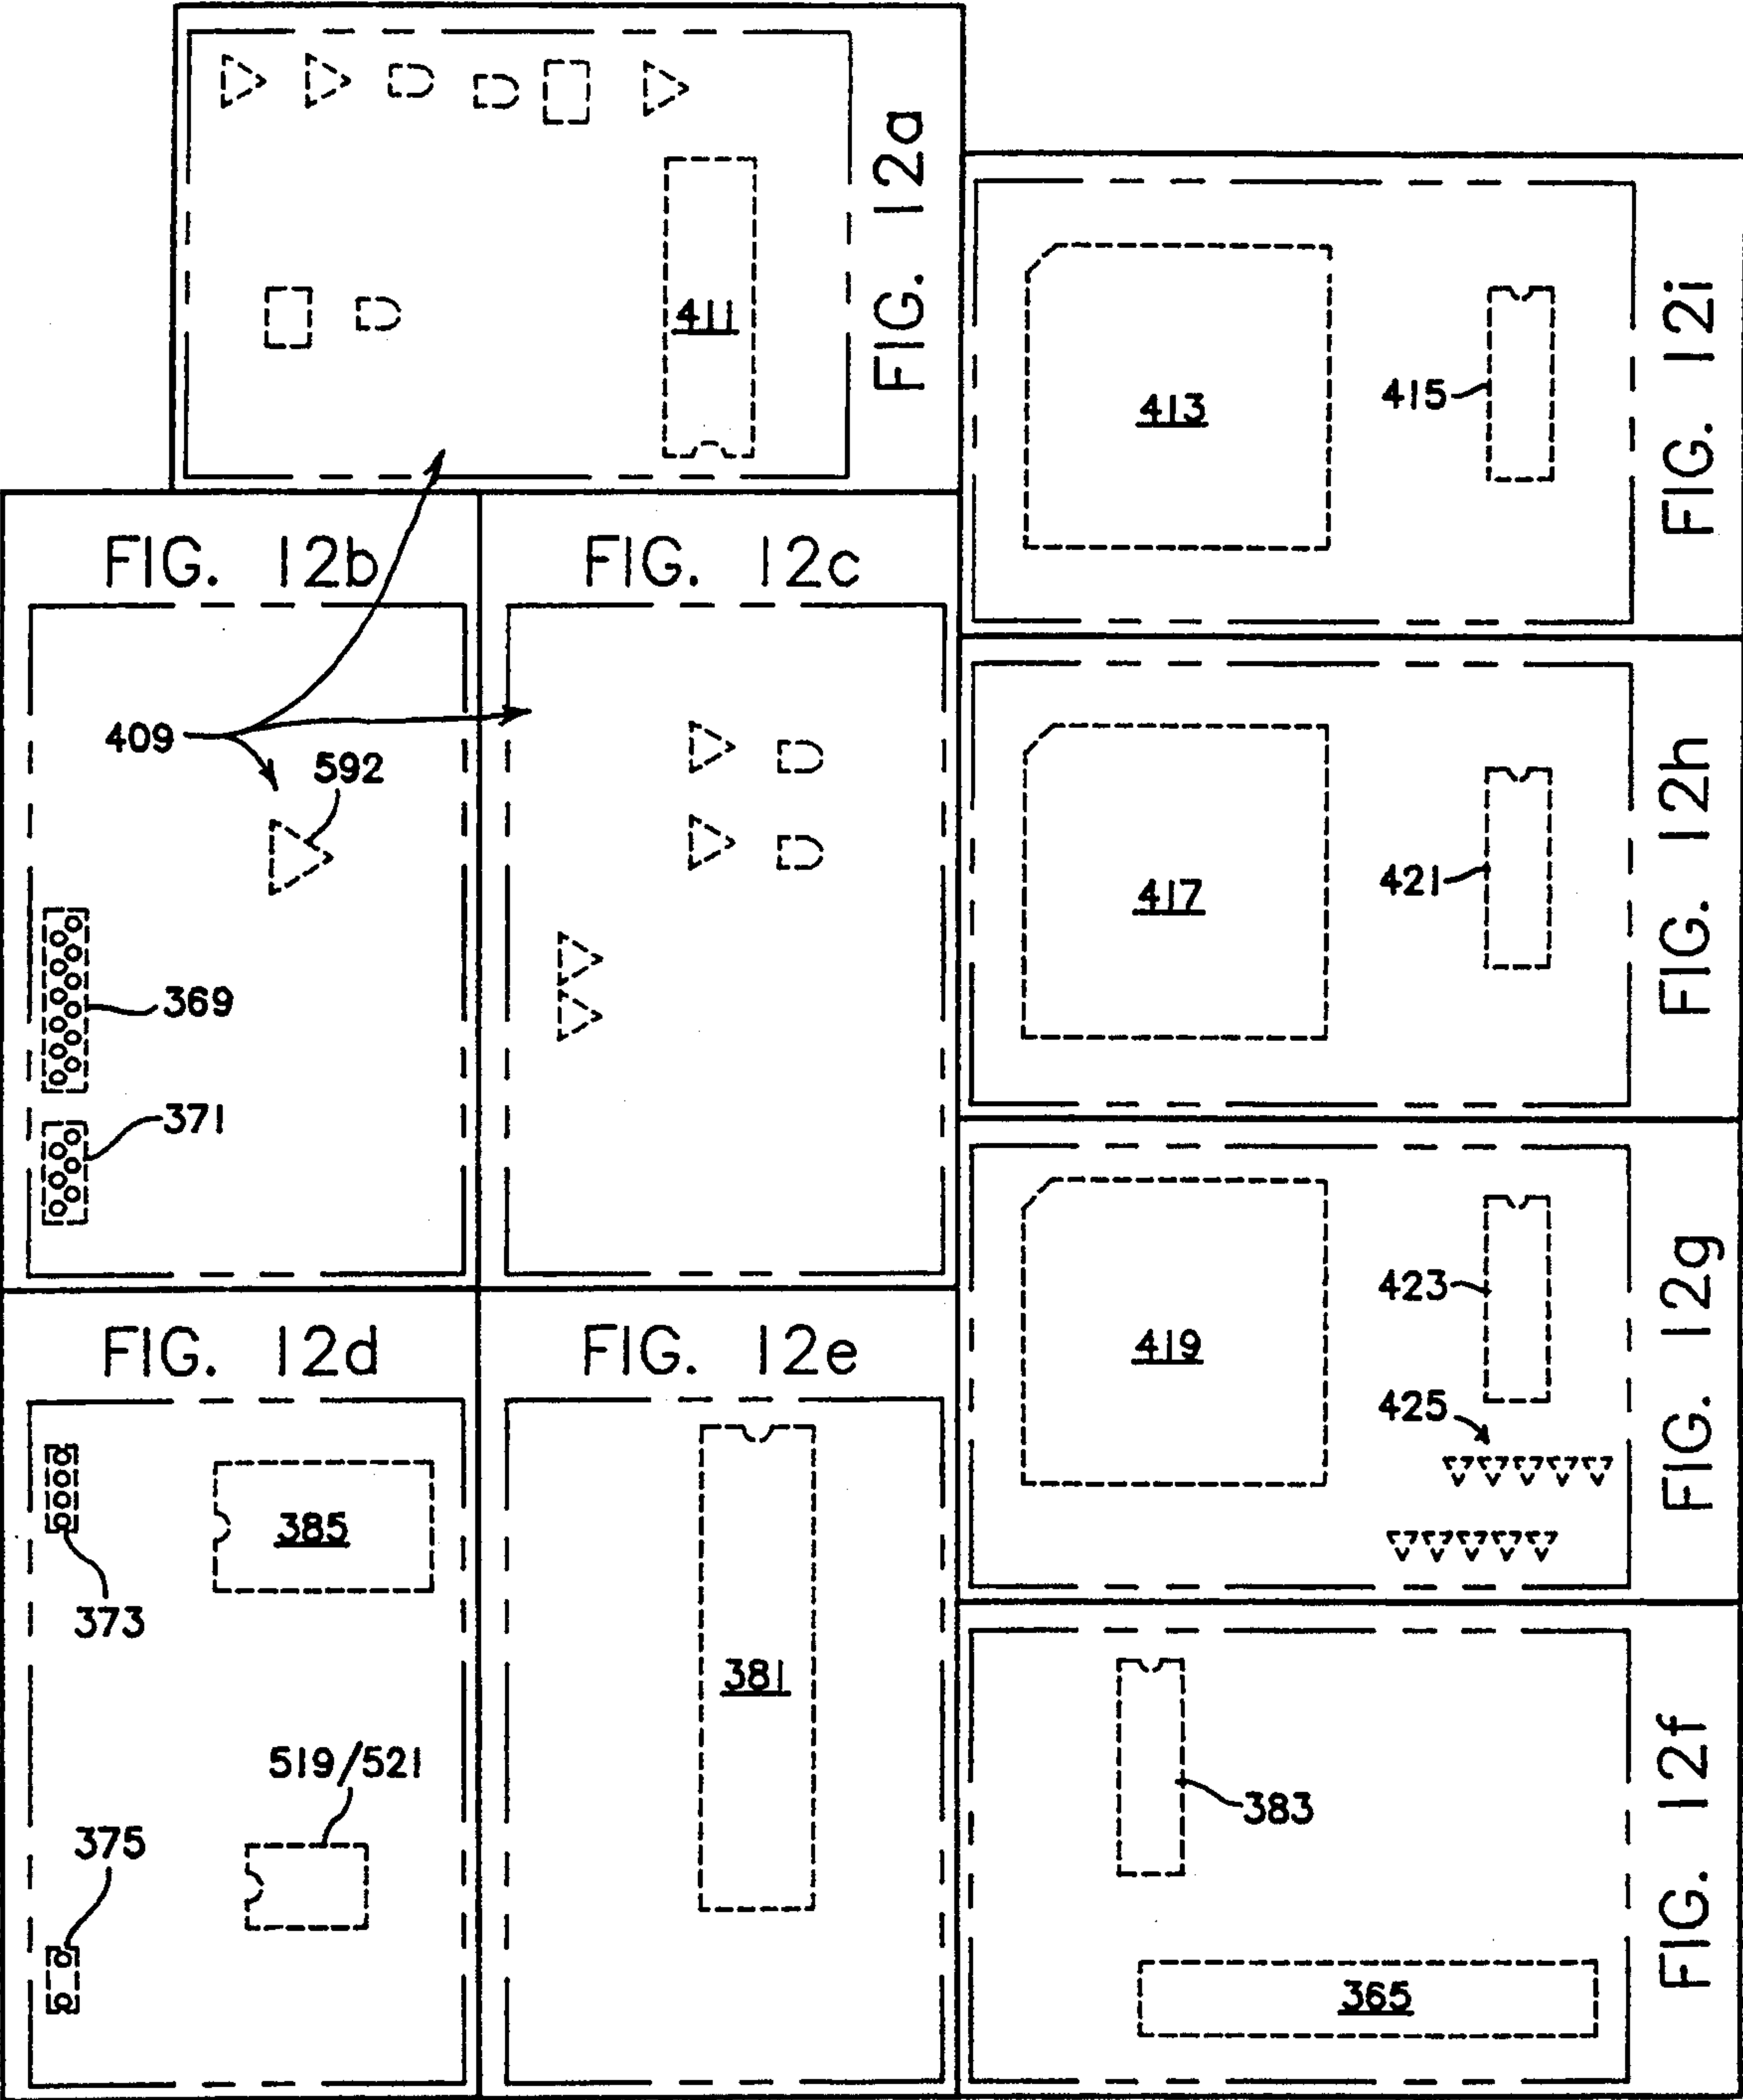 FIG. 12a
411
FIG. 12b
409
592
369
371
FIG. 12c
FIG. 12d
373
385
519/521
375
FIG. 12e
381
FIG. 12i
413
415
FIG. 12h
417
421
FIG. 12g
419
423
425
FIG. 12f
383
365